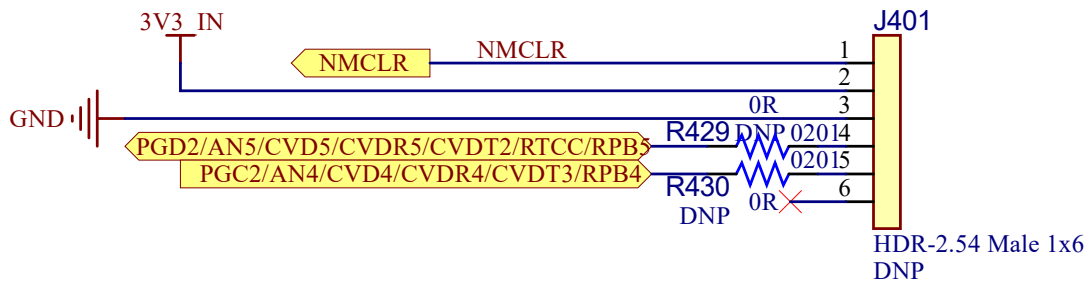 J401
3V3_IN
NMCLR
NMCLR
1
2
GND
0R
3
PGD2/AN5/CVD5/CVDR5/CVDT2/RTCC/RPB5
R429
DNP
0201
4
PGC2/AN4/CVD4/CVDR4/CVDT3/RPB4
0201
5
R430
0R
6
DNP
HDR-2.54 Male 1x6
DNP